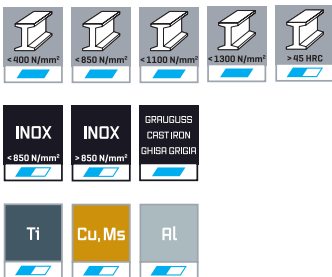 <400 N/mm² <850 N/mm² <1100 N/mm² <1300 N/mm² >45 HRC
INOX INOX GRAUGUSS
CAST IRON
GHISA GRIGIA
<850 N/mm² >850 N/mm²
Ti Cu, Ms Al